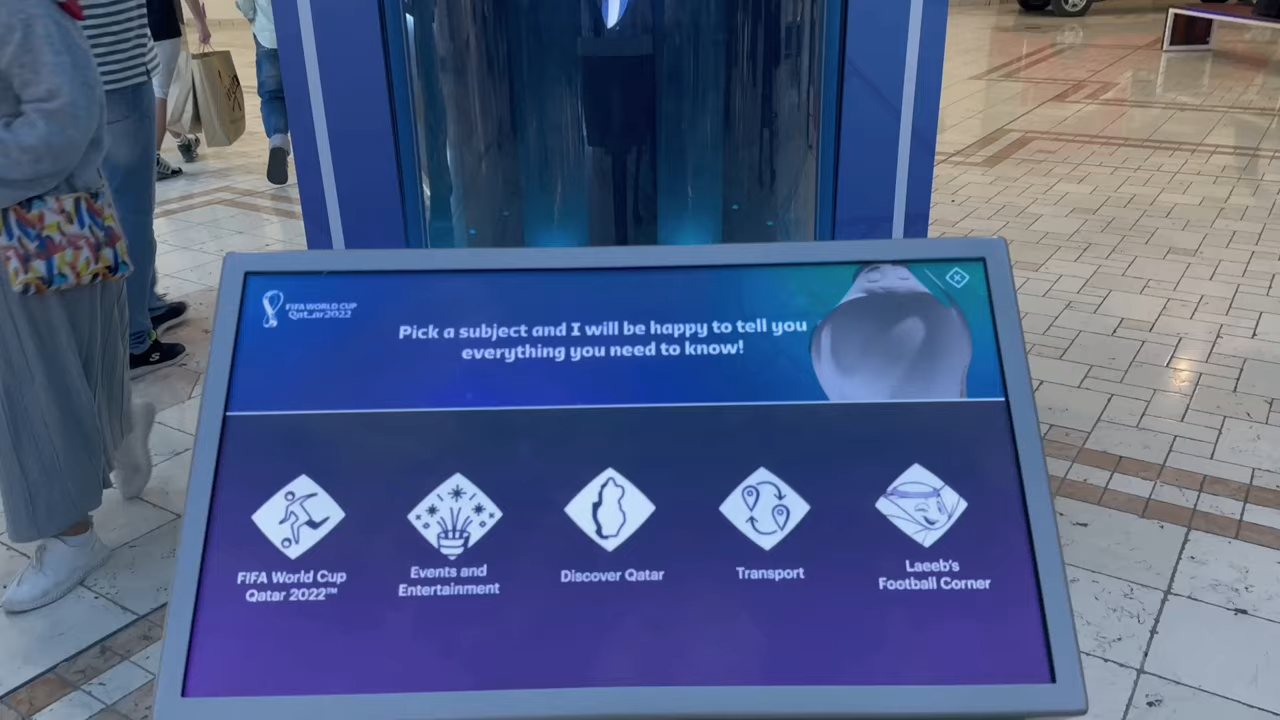 FIFA WORLD CUP
Qatar2022
Pick a subject and I will be happy to tell you
everything you need to know!
FIFA World Cup
Qatar 2022™
Events and
Entertainment
Discover Qatar
Transport
Laeeb's
Football Corner